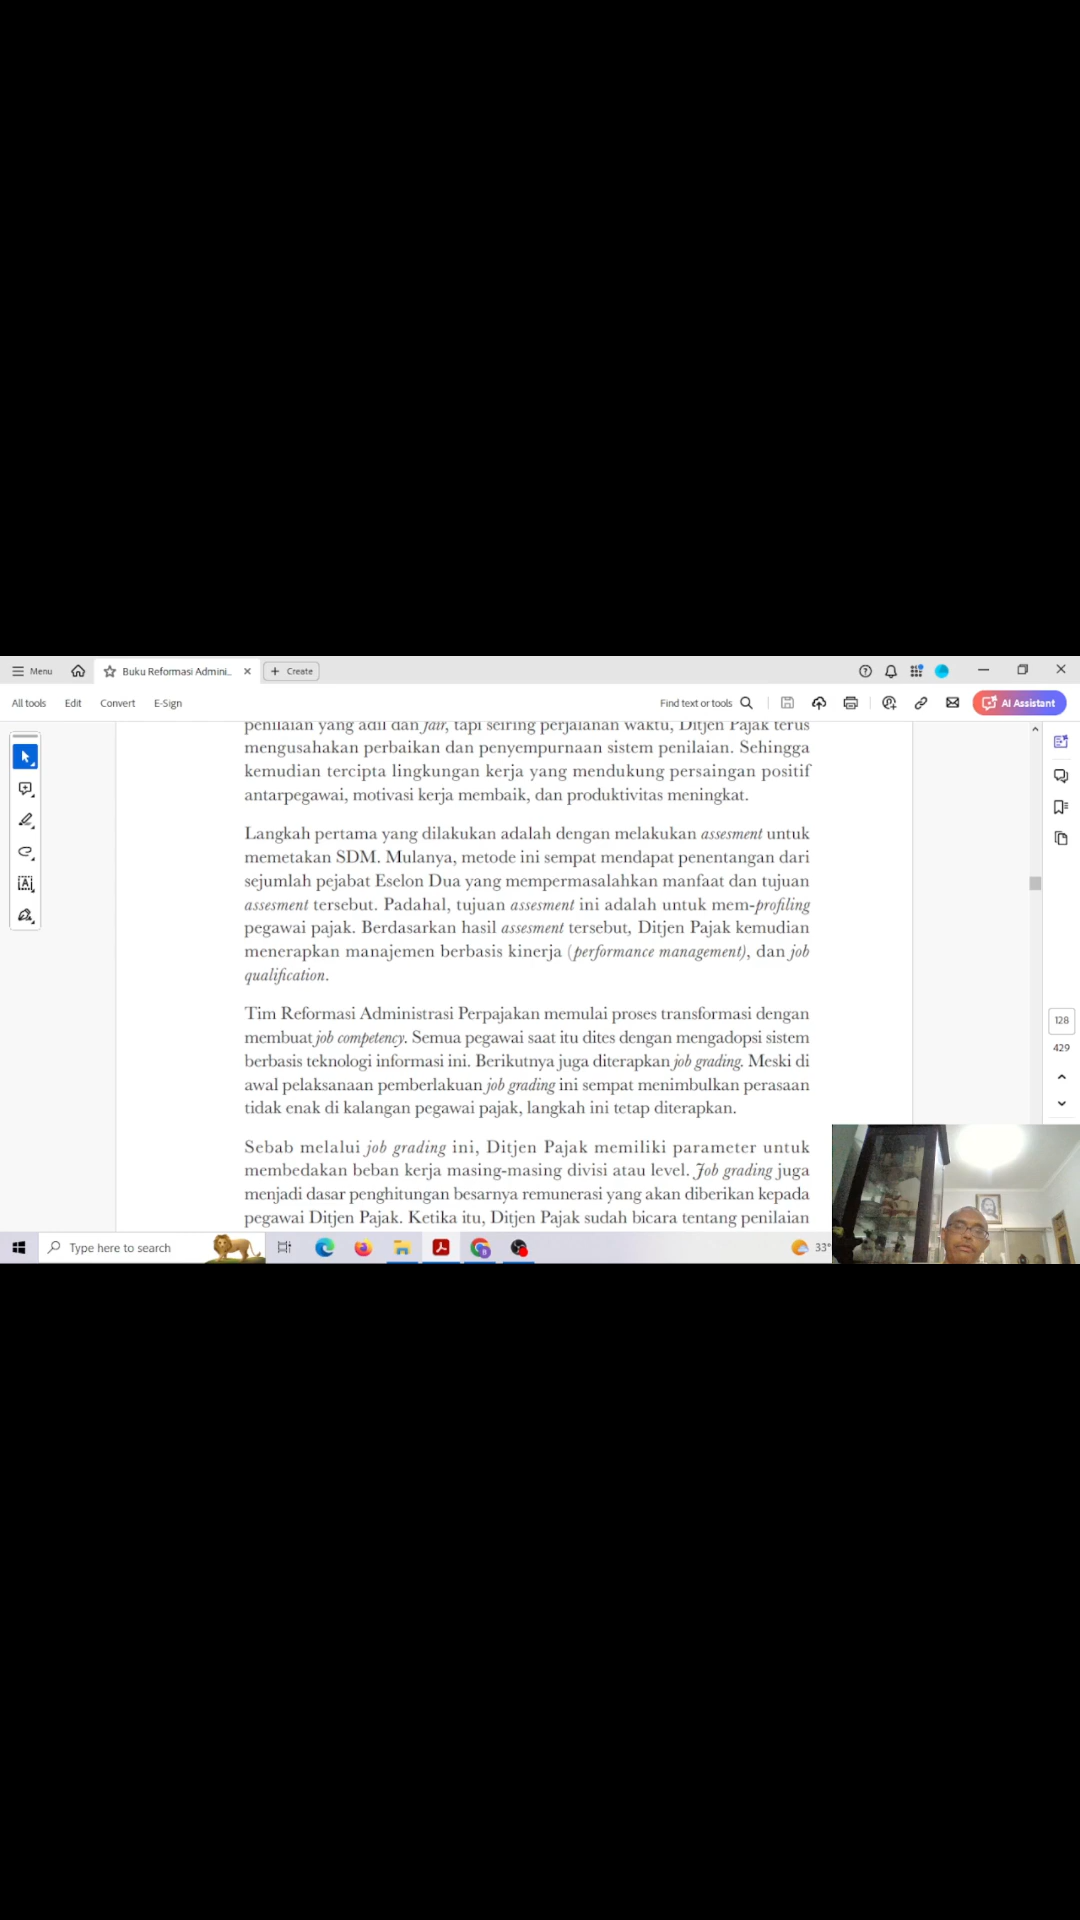 Menu
Buku Reformasi Admini...
Create
All tools
Edit
Convert
E-Sign
Find text or tools
AI Assistant
penilaian yang adil dan fair, tapi seiring perjalanan waktu, Ditjen Pajak terus
mengusahakan perbaikan dan penyempurnaan sistem penilaian. Sehingga
kemudian tercipta lingkungan kerja yang mendukung persaingan positif
antarpegawai, motivasi kerja membaik, dan produktivitas meningkat.
Langkah pertama yang dilakukan adalah dengan melakukan assesment untuk
memetakan SDM. Mulanya, metode ini sempat mendapat penentangan dari
sejumlah pejabat Eselon Dua yang mempermasalahkan manfaat dan tujuan
assesment tersebut. Padahal, tujuan assesment ini adalah untuk mem-profiling
pegawai pajak. Berdasarkan hasil assesment tersebut, Ditjen Pajak kemudian
menerapkan manajemen berbasis kinerja (performance management), dan job
qualification.
Tim Reformasi Administrasi Perpajakan memulai proses transformasi dengan
membuat job competency. Semua pegawai saat itu dites dengan mengadopsi sistem
berbasis teknologi informasi ini. Berikutnya juga diterapkan job grading. Meski di
awal pelaksanaan pemberlakuan job grading ini sempat menimbulkan perasaan
tidak enak di kalangan pegawai pajak, langkah ini tetap diterapkan.
Sebab melalui job grading ini, Ditjen Pajak memiliki parameter untuk
membedakan beban kerja masing-masing divisi atau level. Job grading juga
menjadi dasar penghitungan besarnya remunerasi yang akan diberikan kepada
pegawai Ditjen Pajak. Ketika itu, Ditjen Pajak sudah bicara tentang penilaian
128
429
Type here to search
33°